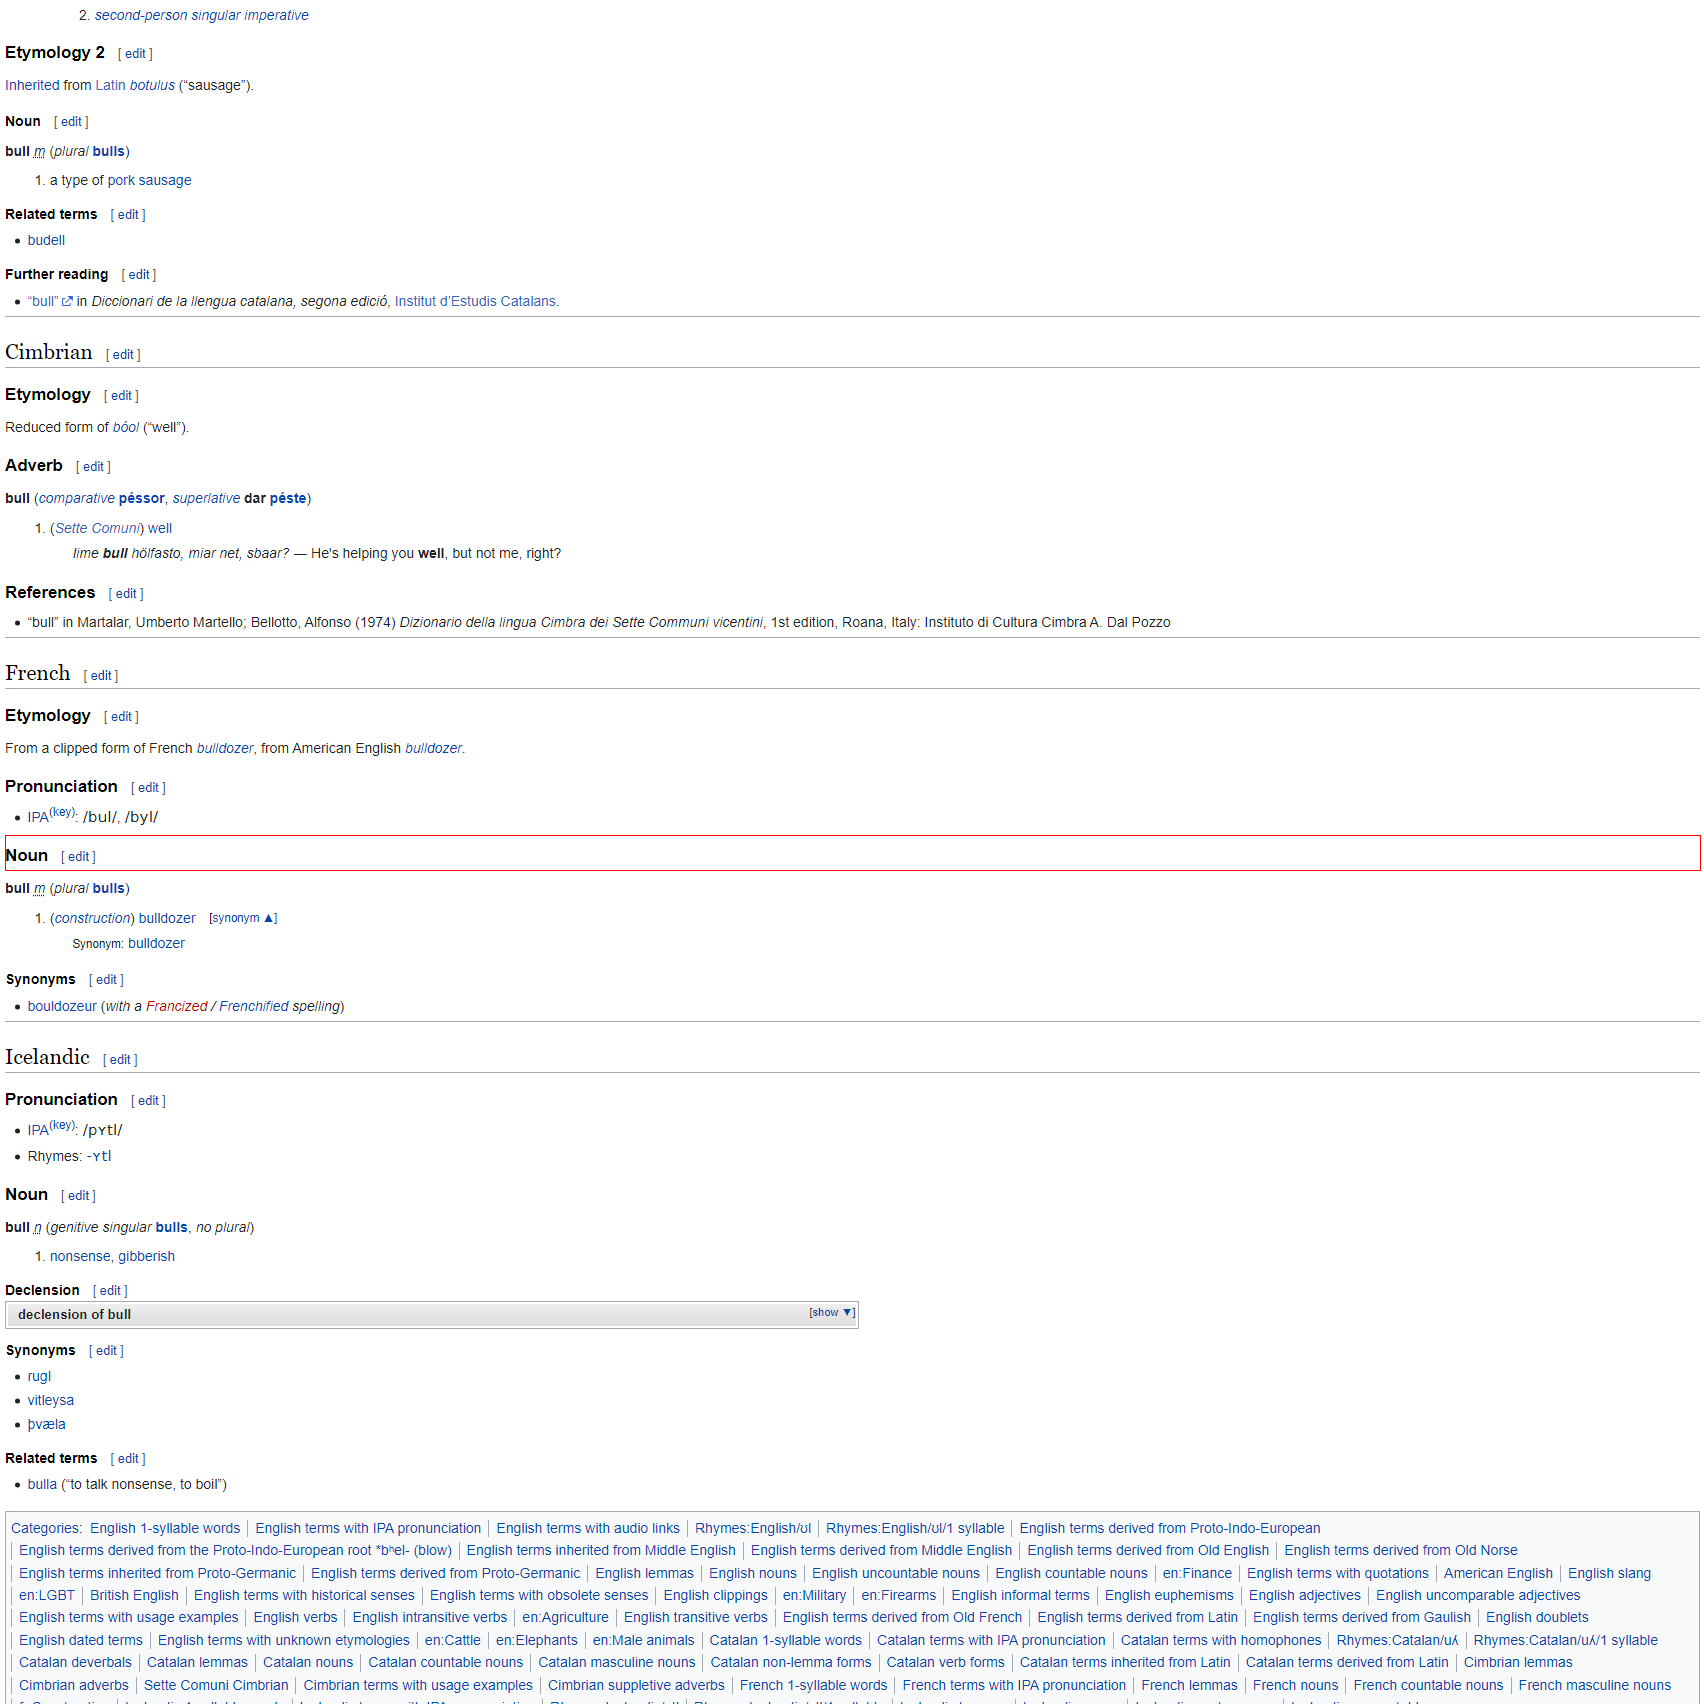 2. second-person singular imperative
Etymology 2 [ edit ]
Inherited from Latin botulus (“sausage”).
Noun [ edit ]
bull m (plural bulls)
1. a type of pork sausage
Related terms [ edit ]
• budell
Further reading [ edit ]
• “bull” in Diccionari de la llengua catalana, segona edició, Institut d’Estudis Catalans.
Cimbrian [ edit ]
Etymology [ edit ]
Reduced form of bóol (“well”).
Adverb [ edit ]
bull (comparative péssor, superlative dar péste)
1. (Sette Comuni) well
Iime bull hölfasto, miar net, sbaar? — He's helping you well, but not me, right?
References [ edit ]
• “bull” in Martalar, Umberto Martello; Bellotto, Alfonso (1974) Dizionario della lingua Cimbra dei Sette Communi vicentini, 1st edition, Roana, Italy: Instituto di Cultura Cimbra A. Dal Pozzo
French [ edit ]
Etymology [ edit ]
From a clipped form of French bulldozer, from American English bulldozer.
Pronunciation [ edit ]
• IPA(key): /bul/, /byl/
Noun [ edit ]
bull m (plural bulls)
1. (construction) bulldozer [synonym ▲]
Synonym: bulldozer
Synonyms [ edit ]
• bouldozeur (with a Francized / Frenchified spelling)
Icelandic [ edit ]
Pronunciation [ edit ]
• IPA(key): /pʏtl/
• Rhymes: -ʏtl
Noun [ edit ]
bull n (genitive singular bulls, no plural)
1. nonsense, gibberish
Declension [ edit ]
declension of bull [show ▼]
Synonyms [ edit ]
• rugl
• vitleysa
• þvæla
Related terms [ edit ]
• bulla (“to talk nonsense, to boil”)
Categories: English 1-syllable words | English terms with IPA pronunciation | English terms with audio links | Rhymes:English/ʊl | Rhymes:English/ʊl/1 syllable | English terms derived from Proto-Indo-European
| English terms derived from the Proto-Indo-European root *bʰel- (blow) | English terms inherited from Middle English | English terms derived from Middle English | English terms derived from Old English | English terms derived from Old Norse
| English terms inherited from Proto-Germanic | English terms derived from Proto-Germanic | English lemmas | English nouns | English uncountable nouns | English countable nouns | en:Finance | English terms with quotations | American English | English slang
| en:LGBT | British English | English terms with historical senses | English terms with obsolete senses | English clippings | en:Military | en:Firearms | English informal terms | English euphemisms | English adjectives | English uncomparable adjectives
| English terms with usage examples | English verbs | English intransitive verbs | en:Agriculture | English transitive verbs | English terms derived from Old French | English terms derived from Latin | English terms derived from Gaulish | English doublets
| English dated terms | English terms with unknown etymologies | en:Cattle | en:Elephants | en:Male animals | Catalan 1-syllable words | Catalan terms with IPA pronunciation | Catalan terms with homophones | Rhymes:Catalan/uʎ | Rhymes:Catalan/uʎ/1 syllable
| Catalan deverbals | Catalan lemmas | Catalan nouns | Catalan countable nouns | Catalan masculine nouns | Catalan non-lemma forms | Catalan verb forms | Catalan terms inherited from Latin | Catalan terms derived from Latin | Cimbrian lemmas
| Cimbrian adverbs | Sette Comuni Cimbrian | Cimbrian terms with usage examples | Cimbrian suppletive adverbs | French 1-syllable words | French terms with IPA pronunciation | French lemmas | French nouns | French countable nouns | French masculine nouns